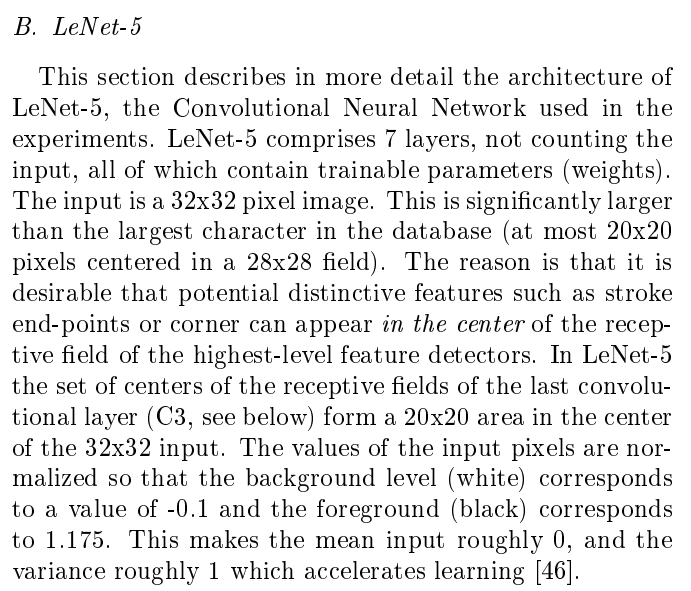 B. LeNet-5
This section describes in more detail the architecture of
LeNet-5, the Convolutional Neural Network used in the
experiments. LeNet-5 comprises 7 layers, not counting the
input, all of which contain trainable parameters (weights).
The input is a 32x32 pixel image. This is significantly larger
than the largest character in the database (at most 20x20
pixels centered in a 28x28 field). The reason is that it is
desirable that potential distinctive features such as stroke
end-points or corner can appear in the center of the recep-
tive field of the highest-level feature detectors. In LeNet-5
the set of centers of the receptive fields of the last convolu-
tional layer (C3, see below) form a 20x20 area in the center
of the 32x32 input. The values of the input pixels are nor-
malized so that the background level (white) corresponds
to a value of -0.1 and the foreground (black) corresponds
to 1.175. This makes the mean input roughly 0, and the
variance roughly 1 which accelerates learning [46].